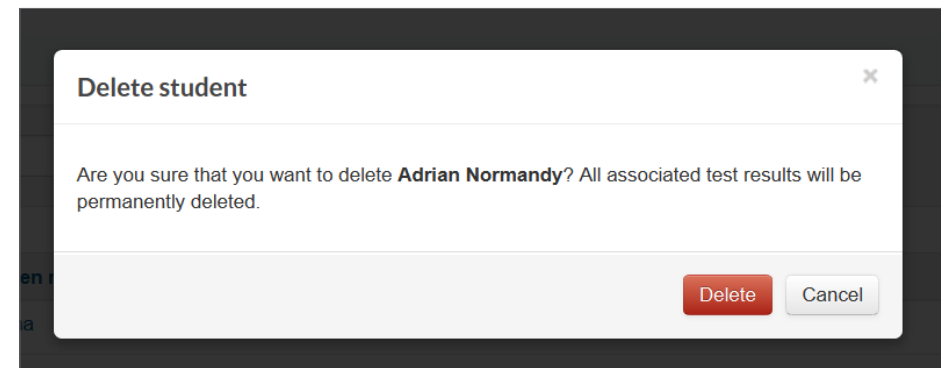 Delete student
×
Are you sure that you want to delete Adrian Normandy? All associated test results will be
permanently deleted.
Delete Cancel